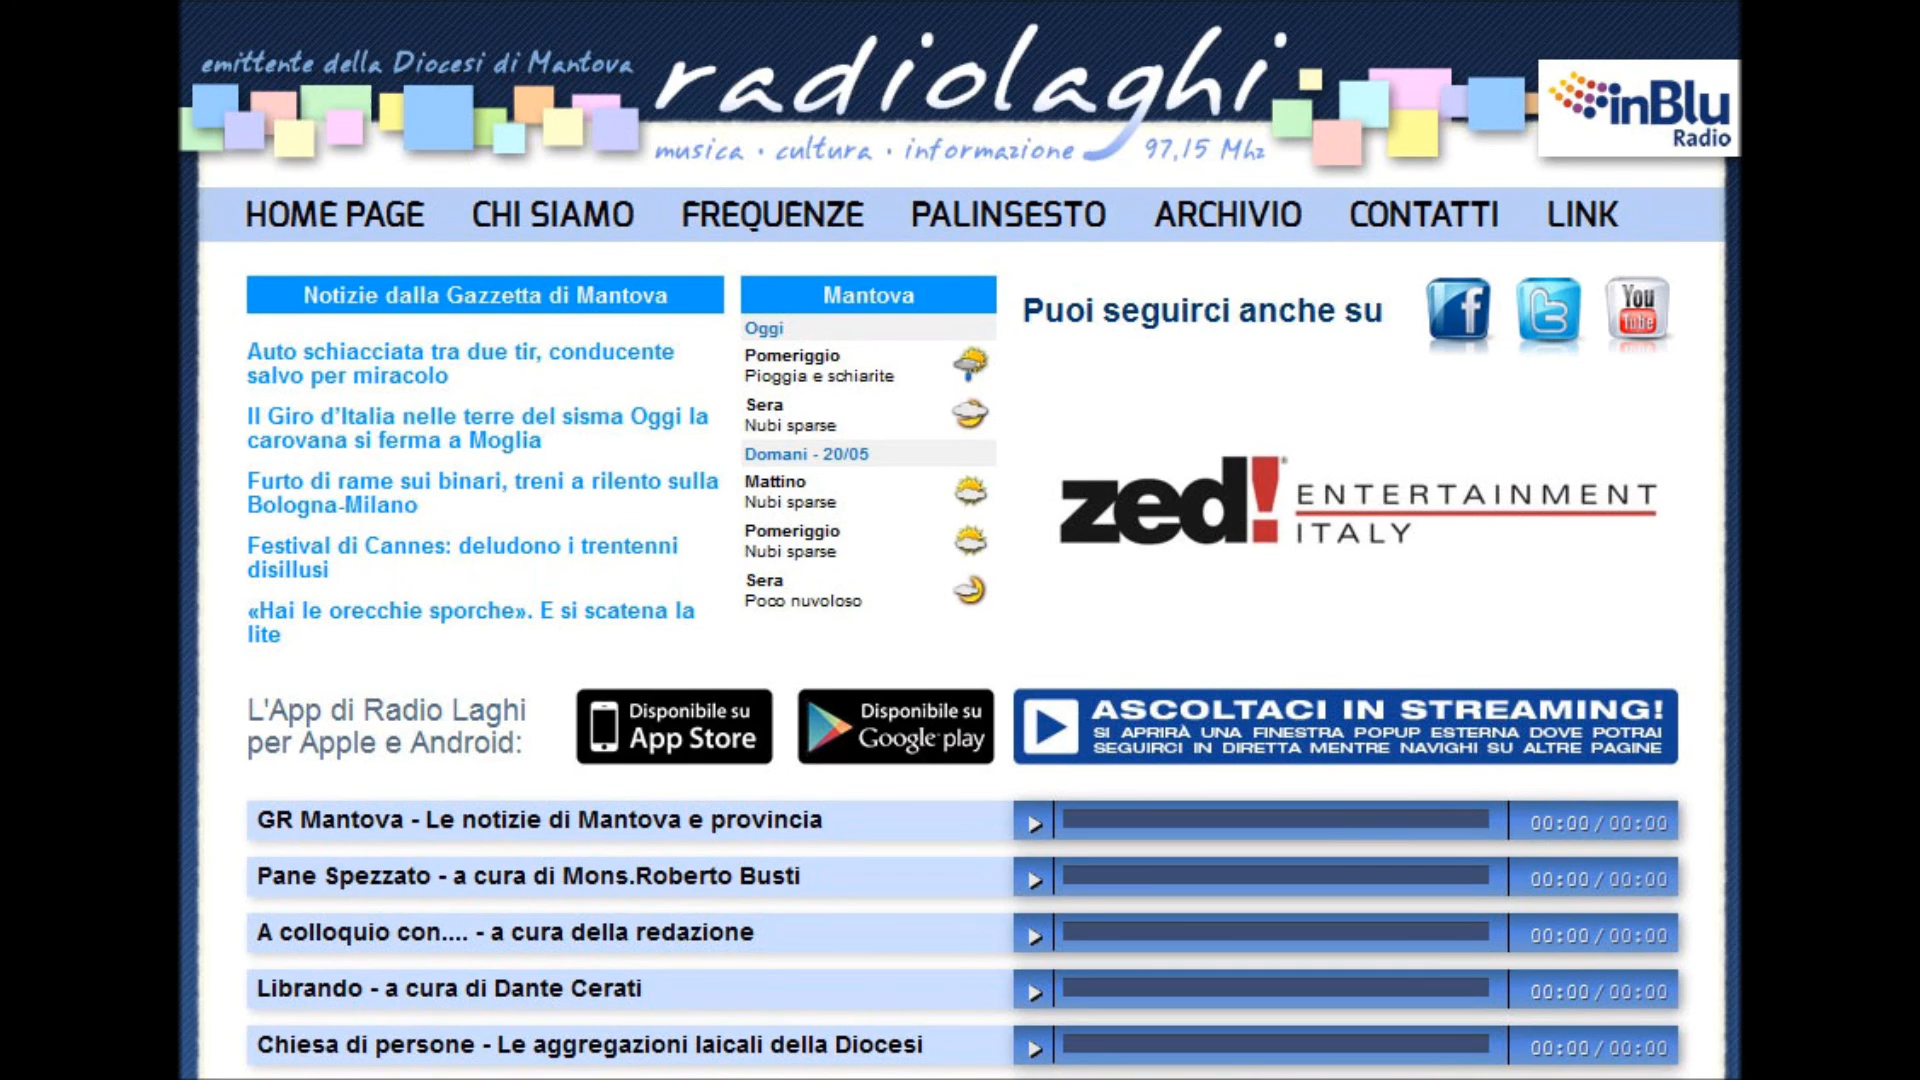 emittente della Diocesi di Mantova
radiolaghi
musica · cultura · informazione
97,15 Mhz
inBlu
Radio
HOME PAGE CHI SIAMO FREQUENZE PALINSESTO ARCHIVIO CONTATTI LINK
Notizie dalla Gazzetta di Mantova
Auto schiacciata tra due tir, conducente
salvo per miracolo
Il Giro d'Italia nelle terre del sisma Oggi la
carovana si ferma a Moglia
Furto di rame sui binari, treni a rilento sulla
Bologna-Milano
Festival di Cannes: deludono i trentenni
disillusi
«Hai le orecchie sporche». E si scatena la
lite
Mantova
Oggi
Pomeriggio
Pioggia e schiarite
Sera
Nubi sparse
Domani - 20/05
Mattino
Nubi sparse
Pomeriggio
Nubi sparse
Sera
Poco nuvoloso
Puoi seguirci anche su
f
t
You
Tube
zed!
ENTERTAINMENT
ITALY
L'App di Radio Laghi
per Apple e Android:
Disponibile su
App Store
Disponibile su
Google play
ASCOLTACI IN STREAMING!
SI APRIRÀ UNA FINESTRA POPUP ESTERNA DOVE POTRAI
SEGUIRCI IN DIRETTA MENTRE NAVIGHI SU ALTRE PAGINE
GR Mantova - Le notizie di Mantova e provincia
00:00/00:00
Pane Spezzato - a cura di Mons.Roberto Busti
00:00/00:00
A colloquio con.... - a cura della redazione
00:00/00:00
Librando - a cura di Dante Cerati
00:00/00:00
Chiesa di persone - Le aggregazioni laicali della Diocesi
00:00/00:00